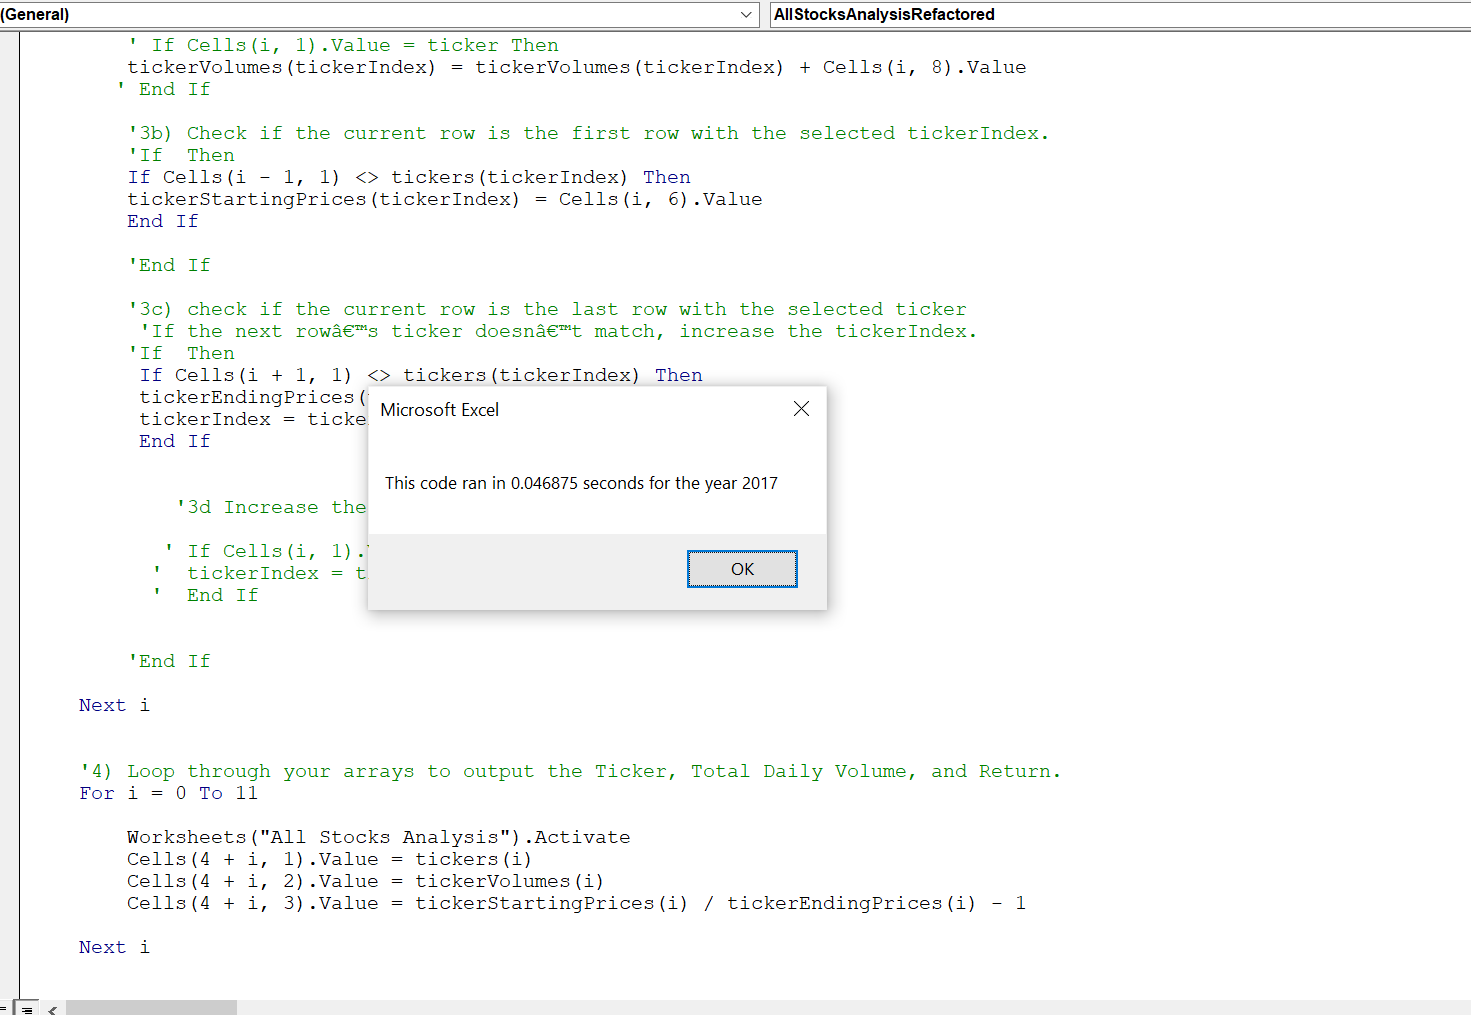 (General)
AllStocksAnalysisRefactored
' If Cells(i, 1).Value = ticker Then
tickerVolumes(tickerIndex) = tickerVolumes(tickerIndex) + Cells(i, 8).Value
' End If
'3b) Check if the current row is the first row with the selected tickerIndex.
'If  Then
If Cells(i - 1, 1) <> tickers(tickerIndex) Then
tickerStartingPrices(tickerIndex) = Cells(i, 6).Value
End If
'End If
'3c) check if the current row is the last row with the selected ticker
'If the next rowâ€™s ticker doesnâ€™t match, increase the tickerIndex.
'If  Then
If Cells(i + 1, 1) <> tickers(tickerIndex) Then
tickerEndingPrices(
tickerIndex = ticke
End If
'3d Increase the
' If Cells(i, 1).
'  tickerIndex = t
'  End If
'End If
Next i
'4) Loop through your arrays to output the Ticker, Total Daily Volume, and Return.
For i = 0 To 11
Worksheets("All Stocks Analysis").Activate
Cells(4 + i, 1).Value = tickers(i)
Cells(4 + i, 2).Value = tickerVolumes(i)
Cells(4 + i, 3).Value = tickerStartingPrices(i) / tickerEndingPrices(i) - 1
Next i
Microsoft Excel
This code ran in 0.046875 seconds for the year 2017
OK